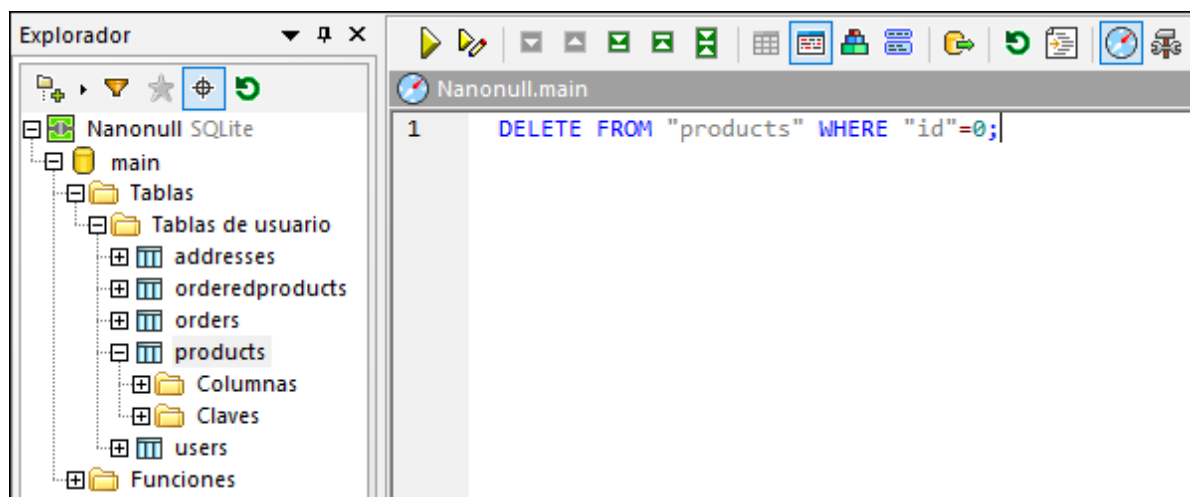 Explorador
Nanonull SQLite
main
Tablas
Tablas de usuario
addresses
orderedproducts
orders
products
Columnas
Claves
users
Funciones
Nanonull.main
1 DELETE FROM "products" WHERE "id"=0;